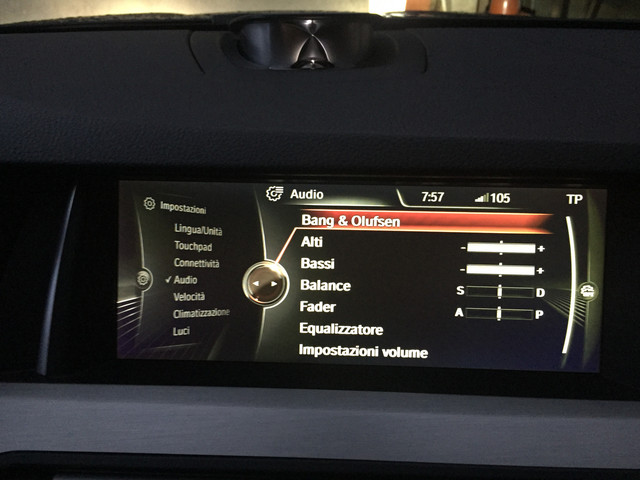 Audio
7:57
105
TP
Impostazioni
Lingua/Unità
Touchpad
Connettività
✓ Audio
Velocità
Climatizzazione
Luci
Bang & Olufsen
Alti - +
Bassi - +
Balance S D
Fader A P
Equalizzatore
Impostazioni volume